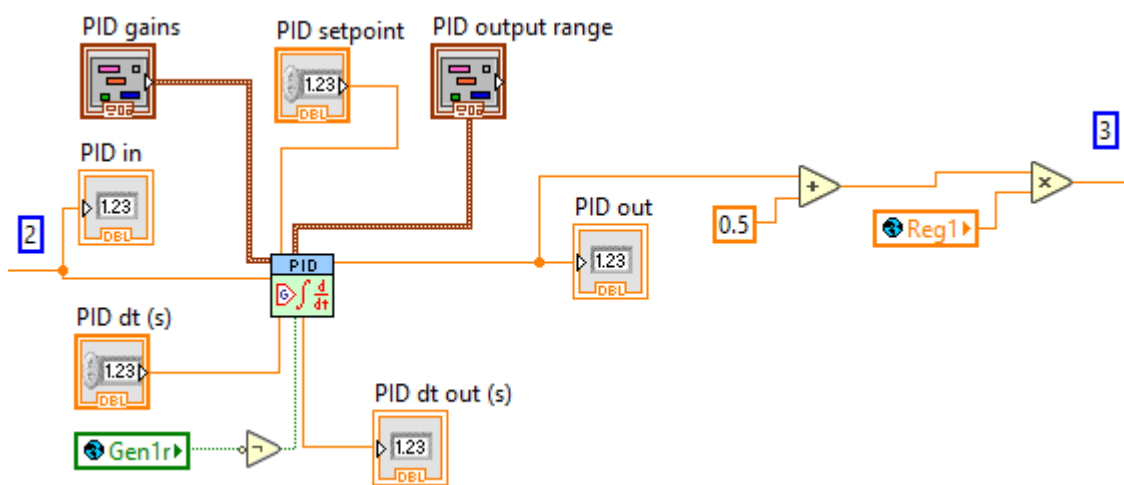 PID gains
PID setpoint
PID output range
1.23
DBL
PID in
1.23
DBL
2
3
+
×
0.5
Reg1
PID out
1.23
DBL
PID
G ∫ d/dt
PID dt (s)
1.23
DBL
PID dt out (s)
1.23
DBL
Gen1r
¬